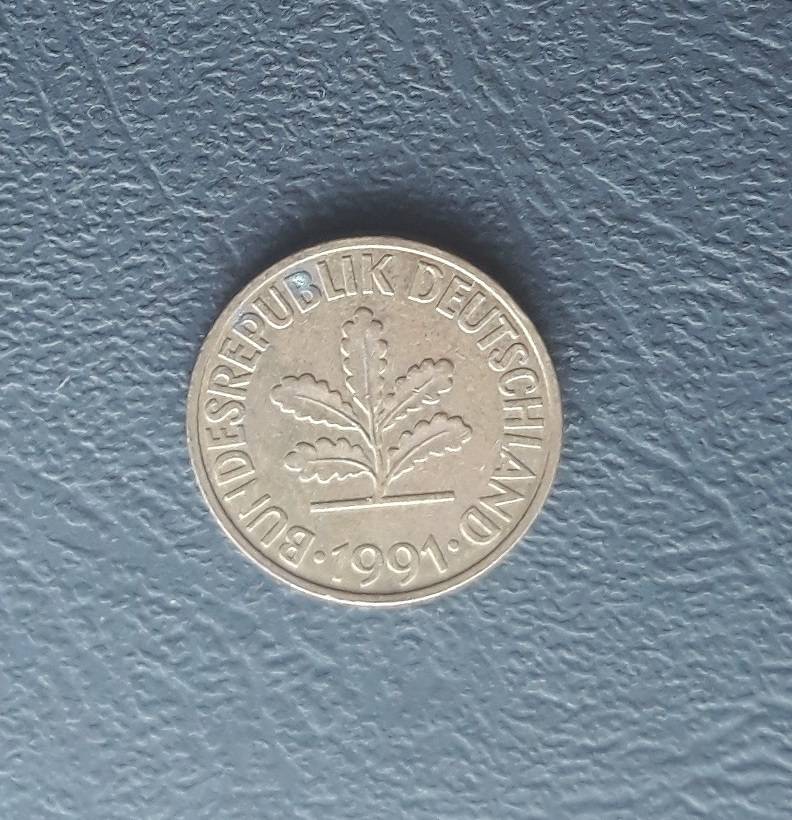 BUNDESREPUBLIK DEUTSCHLAND
· 1991 ·